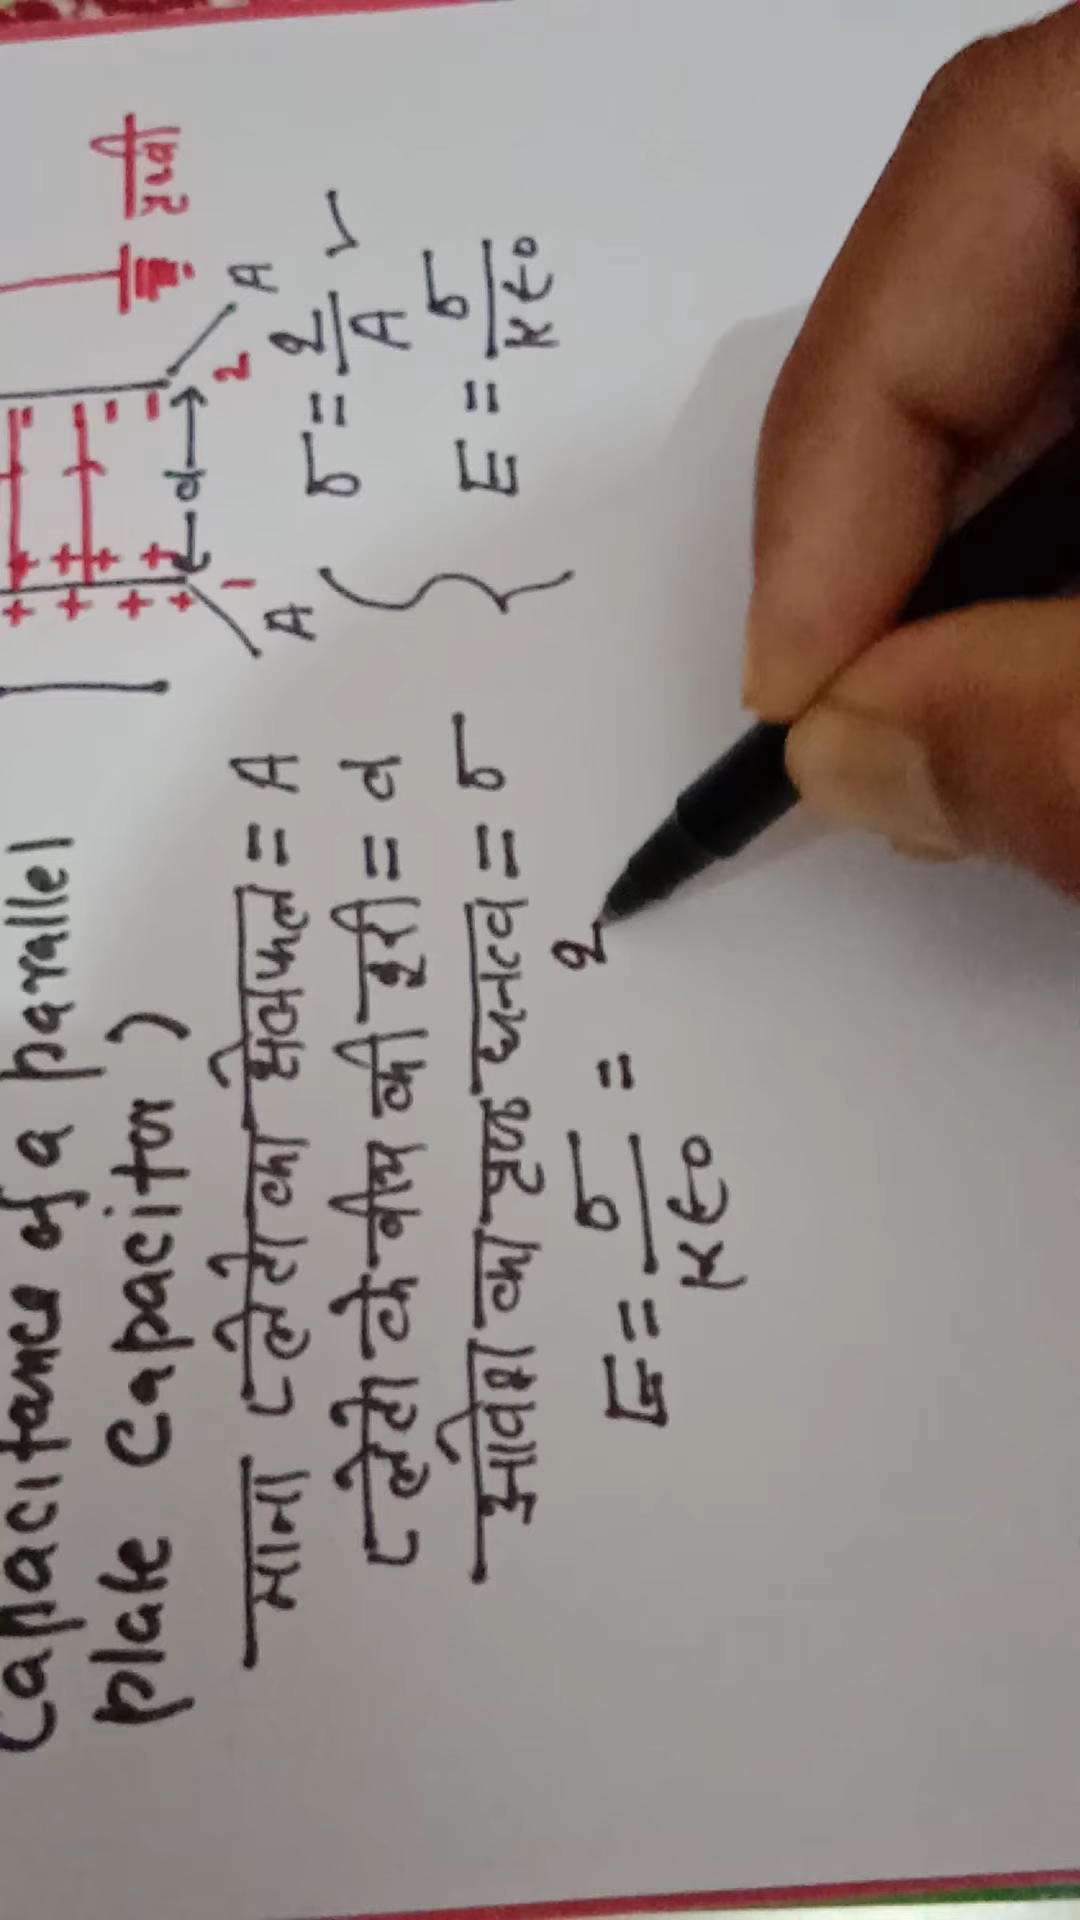 Capacitance of a parallel
plate capacitor)
+ + + + + + + +
- - -
←d→
1
2
A
A
पृथ्वी
माना प्लेटो का क्षेत्रफल = A
प्लेटो के बीच की दूरी = d
आवेश का पृष्ठ घनत्व = σ
σ = q/A ✓
E = σ/Kε₀
E = σ/Kε₀ = q